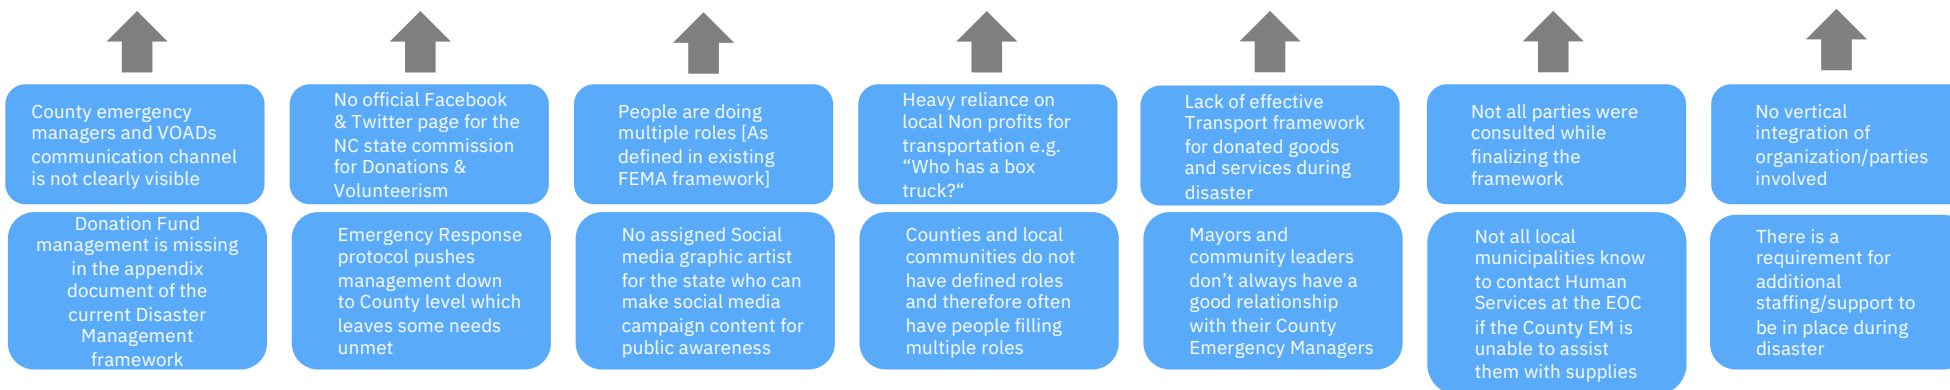 County emergency
managers and VOADs
communication channel
is not clearly visible
No official Facebook
& Twitter page for the
NC state commission
for Donations &
Volunteerism
People are doing
multiple roles [As
defined in existing
FEMA framework]
Heavy reliance on
local Non profits for
transportation e.g.
“Who has a box
truck?“
Lack of effective
Transport framework
for donated goods
and services during
disaster
Not all parties were
consulted while
finalizing the
framework
No vertical
integration of
organization/parties
involved
Donation Fund
management is missing
in the appendix
document of the
current Disaster
Management
framework
Emergency Response
protocol pushes
management down
to County level which
leaves some needs
unmet
No assigned Social
media graphic artist
for the state who can
make social media
campaign content for
public awareness
Counties and local
communities do not
have defined roles
and therefore often
have people filling
multiple roles
Mayors and
community leaders
don’t always have a
good relationship
with their County
Emergency Managers
Not all local
municipalities know
to contact Human
Services at the EOC
if the County EM is
unable to assist
them with supplies
There is a
requirement for
additional
staffing/support to
be in place during
disaster